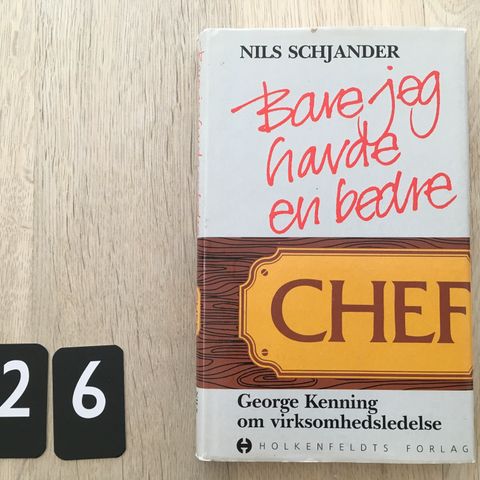 NILS SCHJANDER
Bare jeg
havde
en bedre
CHEF
George Kenning
om virksomhedsledelse
HOLKENFELDTS FORLAG
2 6